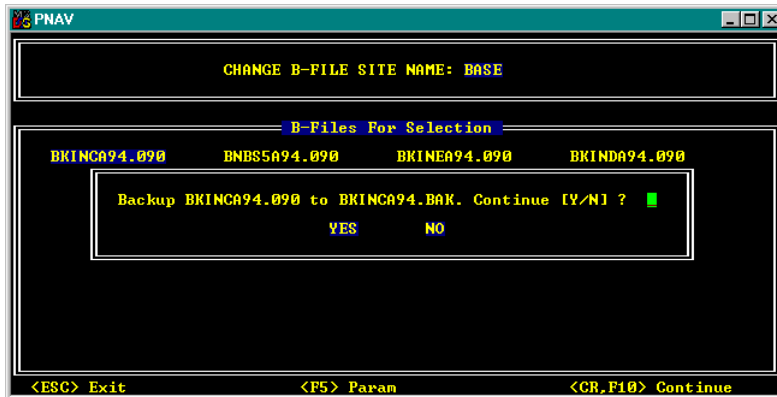 PNAV
CHANGE B-FILE SITE NAME: BASE
B-Files For Selection
BKINCA94.090 BNBS5A94.090 BKINEA94.090 BKINDA94.090
Backup BKINCA94.090 to BKINCA94.BAK. Continue [Y/N] ?
YES NO
<ESC> Exit <F5> Param <CR,F10> Continue